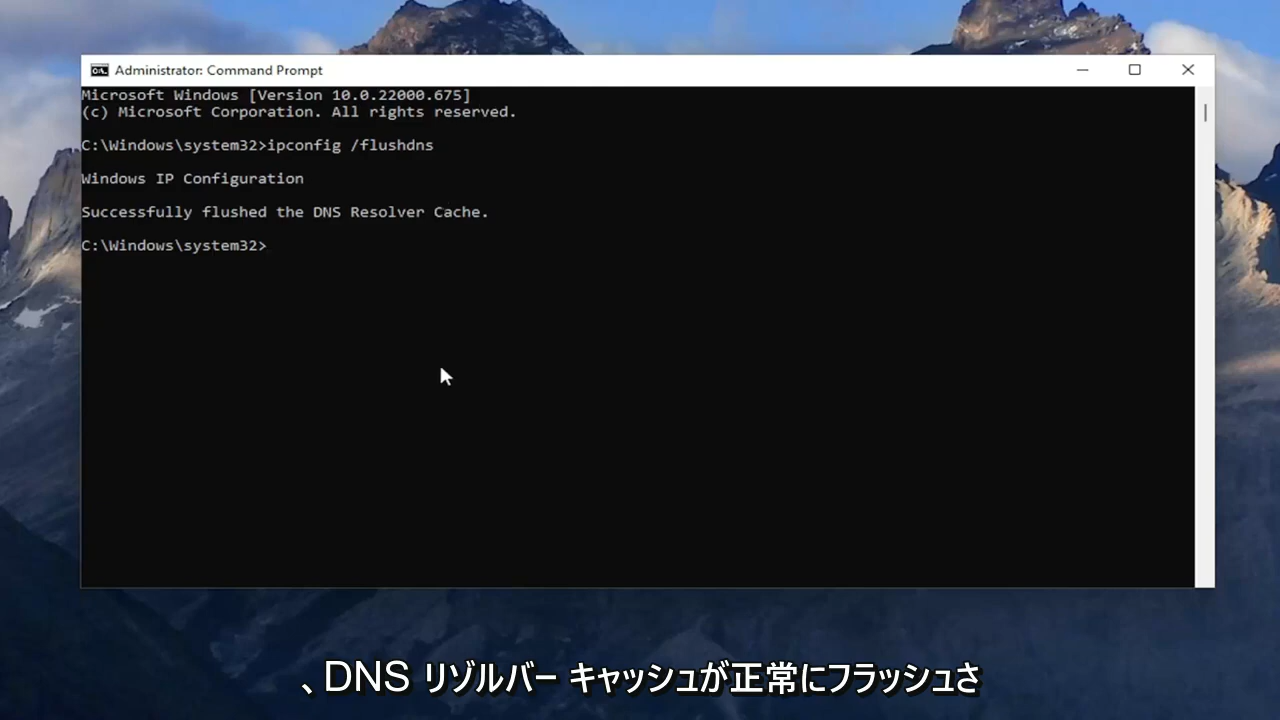 Administrator: Command Prompt
Microsoft Windows [Version 10.0.22000.675]
(c) Microsoft Corporation. All rights reserved.
C:\Windows\system32>ipconfig /flushdns
Windows IP Configuration
Successfully flushed the DNS Resolver Cache.
C:\Windows\system32>
、DNS リゾルバー キャッシュが正常にフラッシュさ